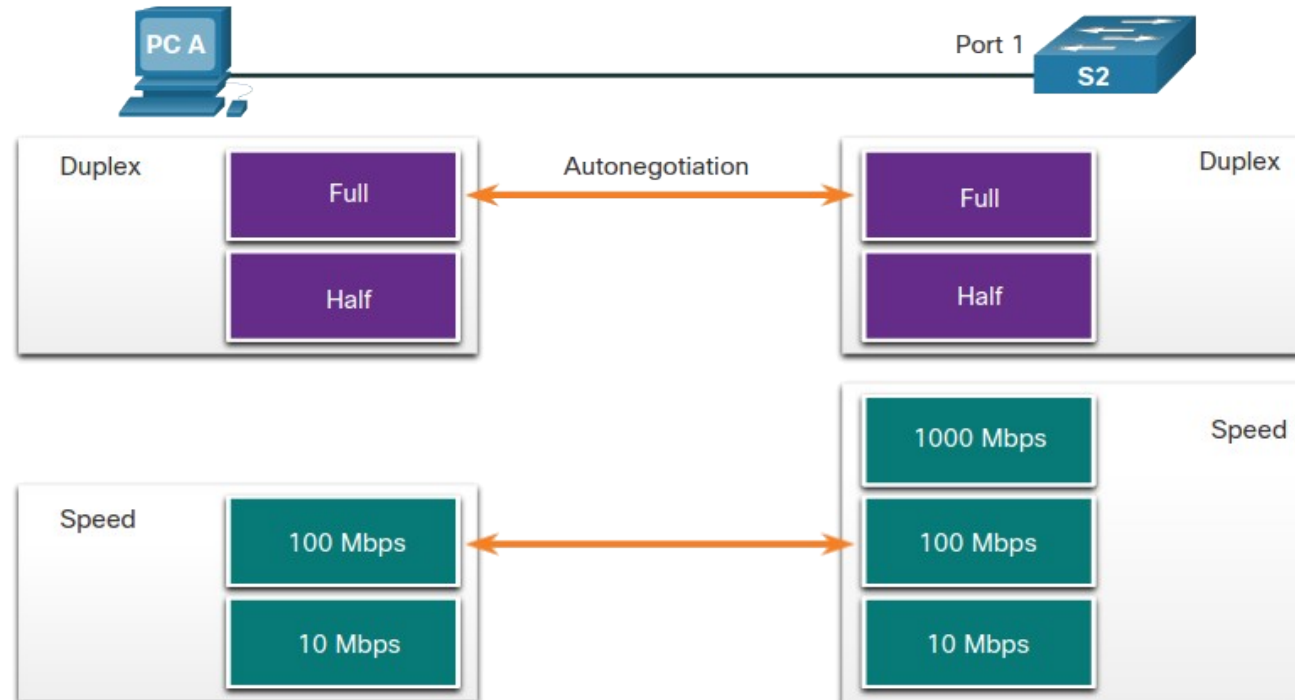 PC A
Port 1
S2
Duplex
Full
Half
Autonegotiation
Full
Half
Duplex
Speed
100 Mbps
10 Mbps
1000 Mbps
100 Mbps
10 Mbps
Speed